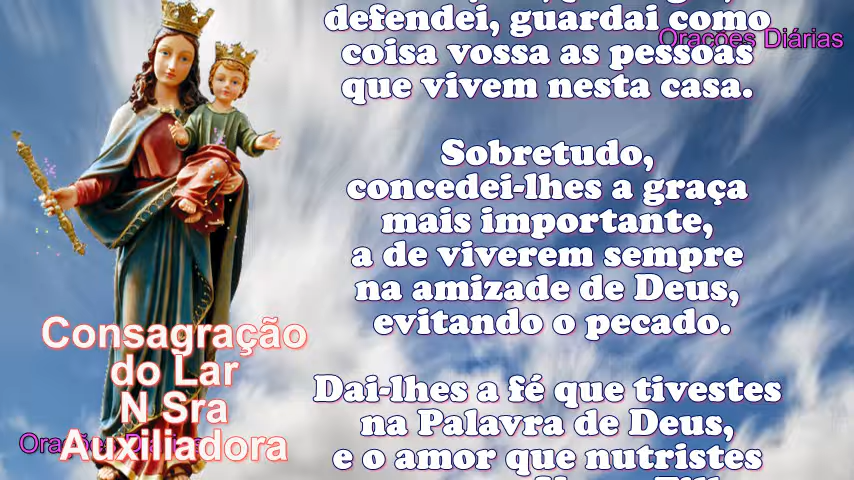 defendei, guardai como
coisa vossa as pessoas
que vivem nesta casa.
Sobretudo,
concedei-lhes a graça
mais importante,
a de viverem sempre
na amizade de Deus,
evitando o pecado.
Dai-lhes a fé que tivestes
na Palavra de Deus,
e o amor que nutristes
Orações Diárias
Consagração
do Lar
N Sra
Auxiliadora
Orações